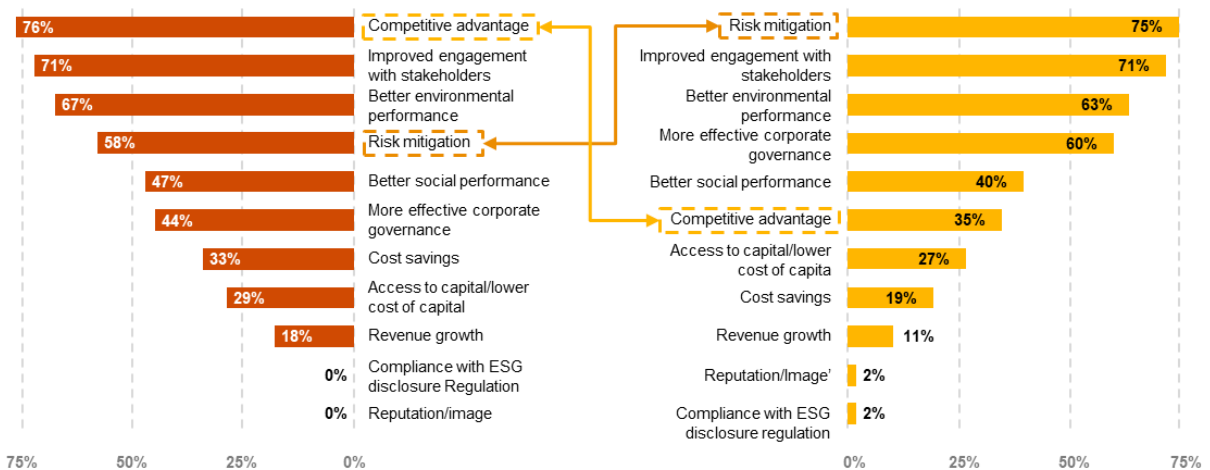 76%
Competitive advantage
71%
Improved engagement
with stakeholders
67%
Better environmental
performance
58%
Risk mitigation
47%
Better social performance
44%
More effective corporate
governance
33%
Cost savings
29%
Access to capital/lower
cost of capital
18%
Revenue growth
0%
Compliance with ESG
disclosure Regulation
0%
Reputation/image
75%
50%
25%
0%
Risk mitigation
75%
Improved engagement with
stakeholders
71%
Better environmental
performance
63%
More effective corporate
governance
60%
Better social performance
40%
Competitive advantage
35%
Access to capital/lower
cost of capita
27%
Cost savings
19%
Revenue growth
11%
Reputation/Image’
2%
Compliance with ESG
disclosure regulation
2%
0%
25%
50%
75%